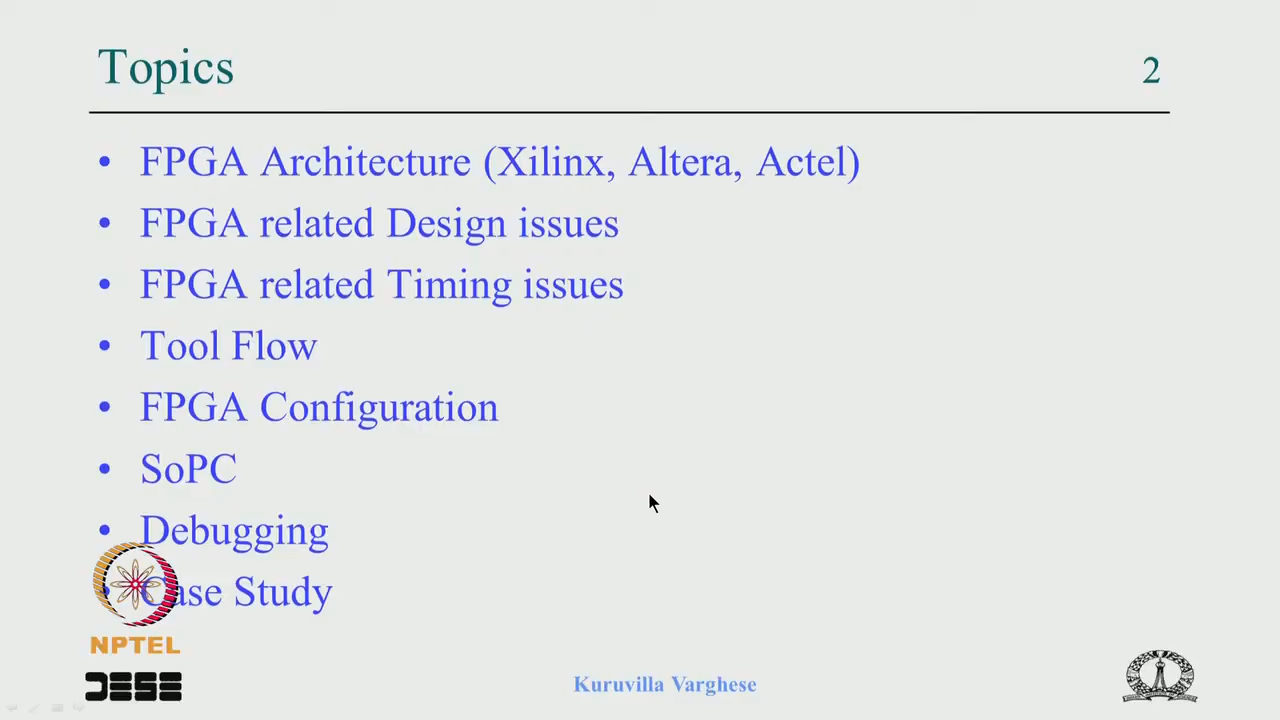 Topics 2
• FPGA Architecture (Xilinx, Altera, Actel)
• FPGA related Design issues
• FPGA related Timing issues
• Tool Flow
• FPGA Configuration
• SoPC
• Debugging
• Case Study
NPTEL
DESE
Kuruvilla Varghese